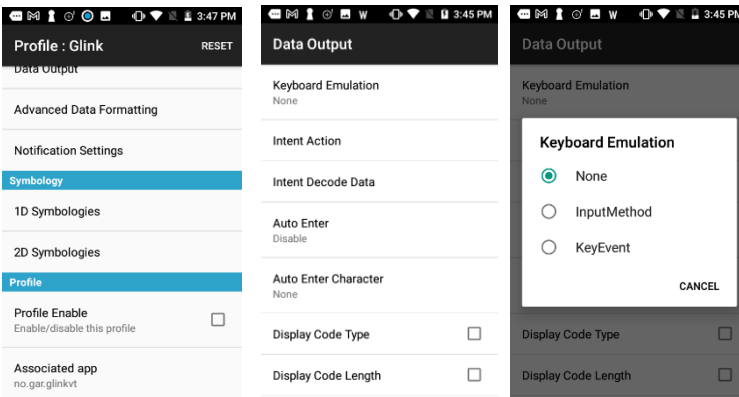 3:47 PM
Profile : Glink RESET
Data Output
Advanced Data Formatting
Notification Settings
Symbology
1D Symbologies
2D Symbologies
Profile
Profile Enable
Enable/disable this profile
Associated app
no.gar.glinkvt
W 3:45 PM
Data Output
Keyboard Emulation
None
Intent Action
Intent Decode Data
Auto Enter
Disable
Auto Enter Character
None
Display Code Type
Display Code Length
W 3:45 PM
Data Output
Keyboard Emulation
None
Keyboard Emulation
None
InputMethod
KeyEvent
CANCEL
Display Code Type
Display Code Length